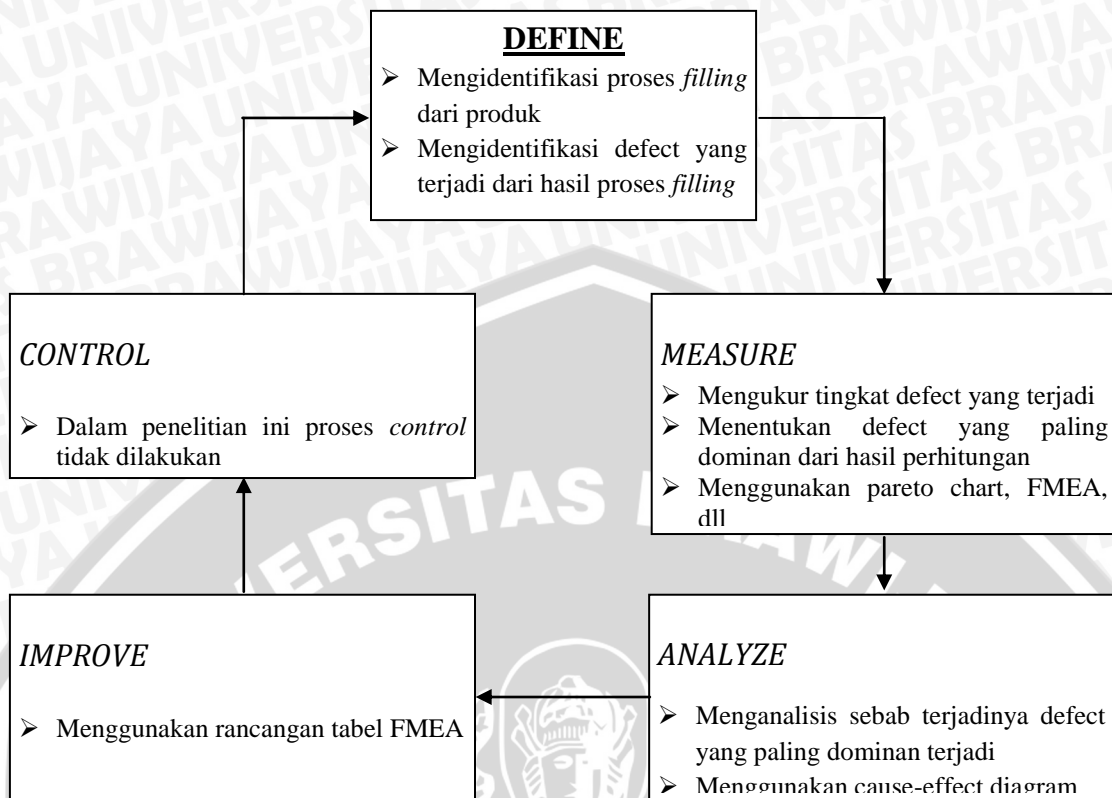 DEFINE
➢ Mengidentifikasi proses filling
dari produk
➢ Mengidentifikasi defect yang
terjadi dari hasil proses filling
MEASURE
➢ Mengukur tingkat defect yang terjadi
➢ Menentukan defect yang paling
dominan dari hasil perhitungan
➢ Menggunakan pareto chart, FMEA,
dll
ANALYZE
➢ Menganalisis sebab terjadinya defect
yang paling dominan terjadi
➢ Menggunakan cause-effect diagram
IMPROVE
➢ Menggunakan rancangan tabel FMEA
CONTROL
➢ Dalam penelitian ini proses control
tidak dilakukan